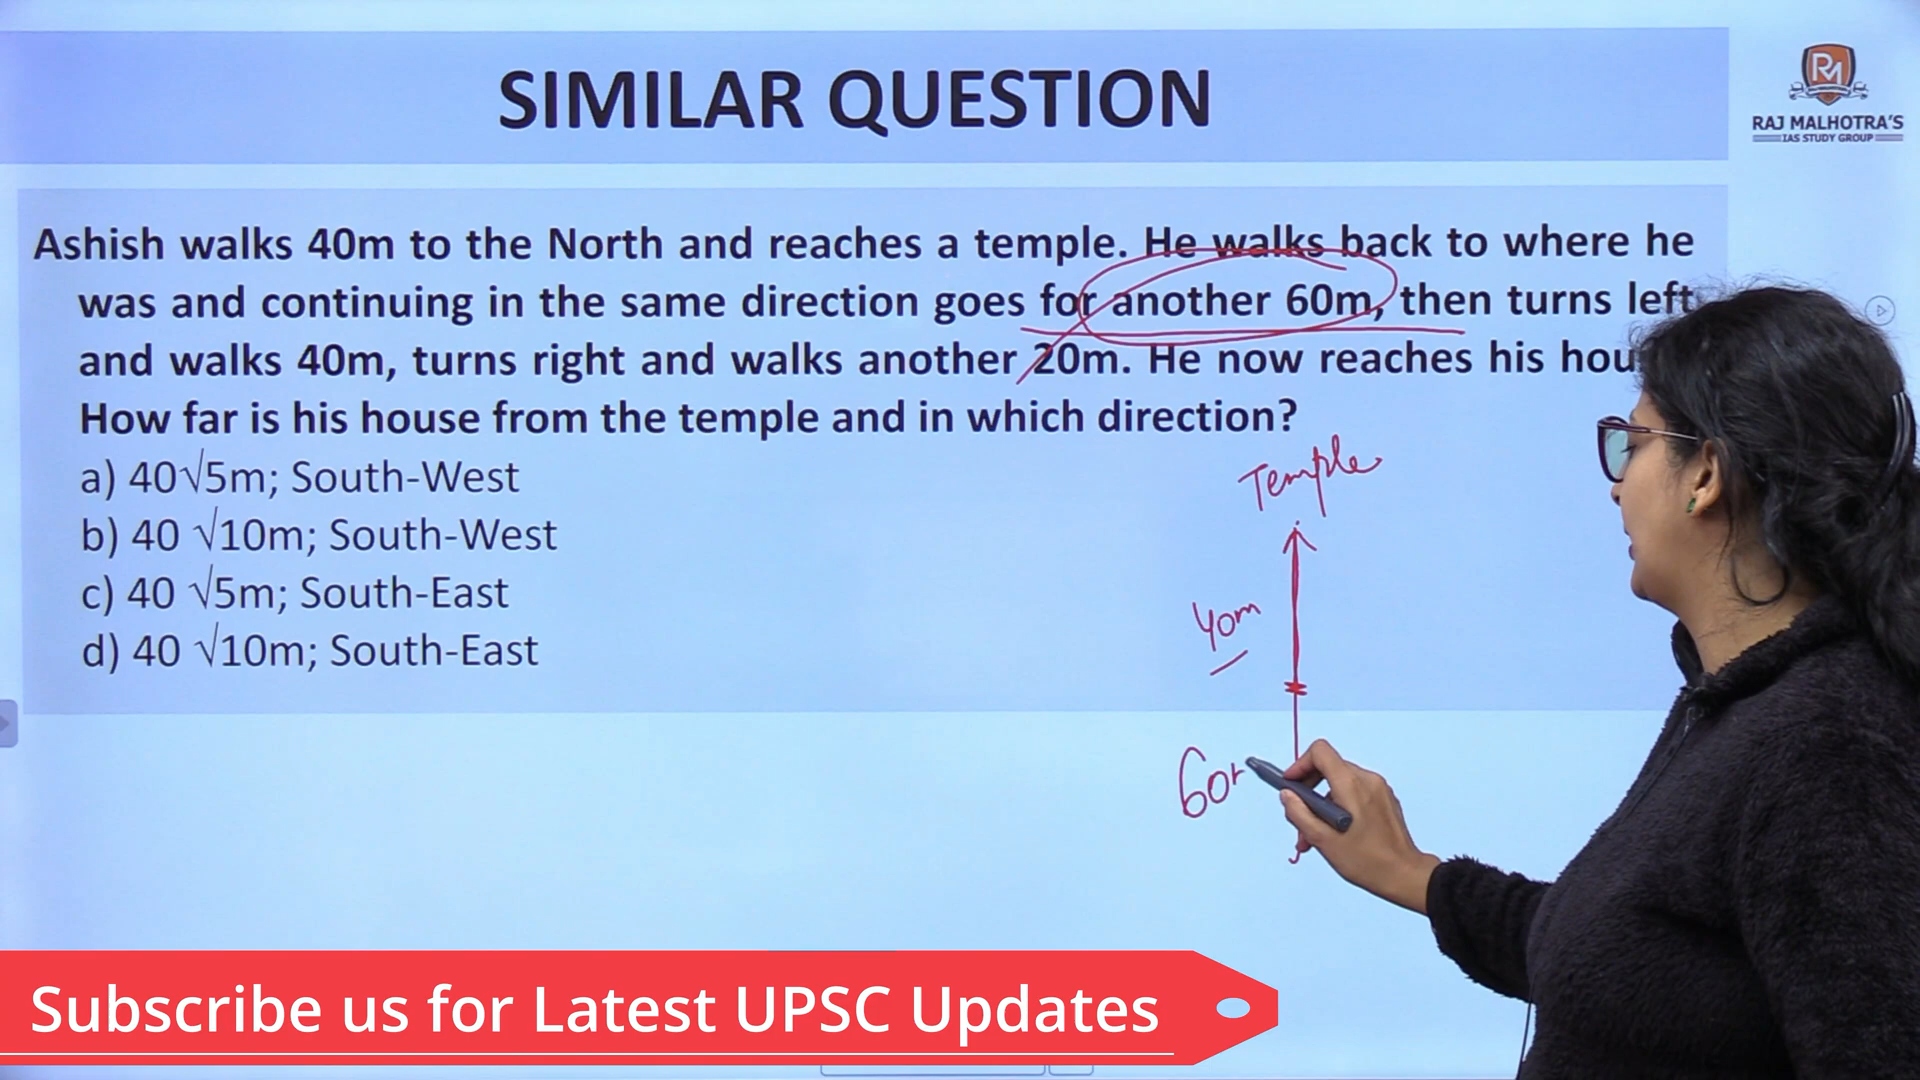 SIMILAR QUESTION
RM
RAJ MALHOTRA'S
IAS STUDY GROUP
Ashish walks 40m to the North and reaches a temple. He walks back to where he
was and continuing in the same direction goes for another 60m, then turns left
and walks 40m, turns right and walks another 20m. He now reaches his hou
How far is his house from the temple and in which direction?
a) 40√5m; South-West
b) 40 √10m; South-West
c) 40 √5m; South-East
d) 40 √10m; South-East
Temple
40m
60
Subscribe us for Latest UPSC Updates